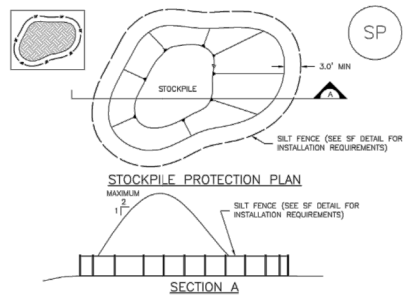 SP
3.0' MIN
STOCKPILE
A
SILT FENCE (SEE SF DETAIL FOR
INSTALLATION REQUIREMENTS)
STOCKPILE PROTECTION PLAN
MAXIMUM
2
1
SILT FENCE (SEE SF DETAIL FOR
INSTALLATION REQUIREMENTS)
SECTION A